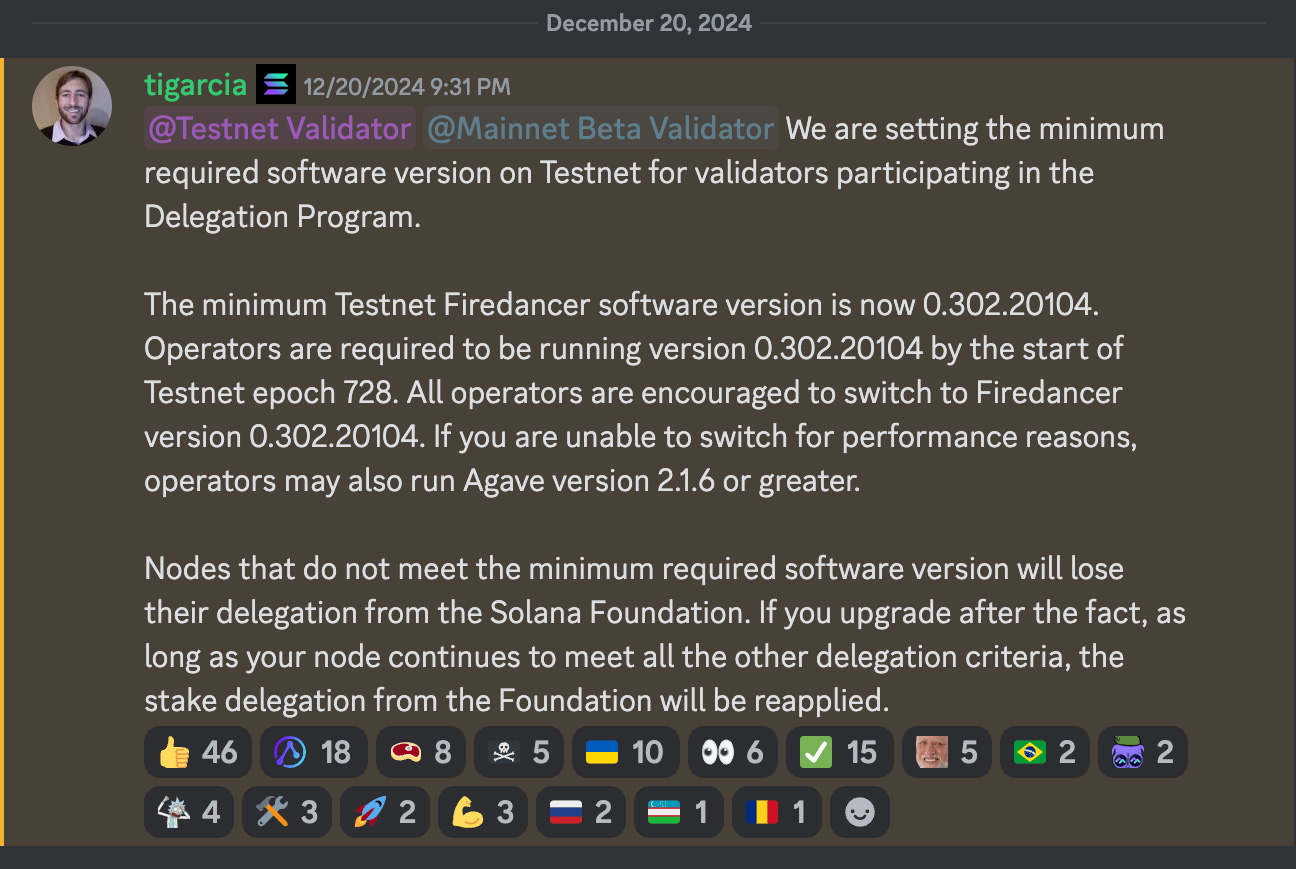 December 20, 2024
tigarcia 12/20/2024 9:31 PM
@Testnet Validator @Mainnet Beta Validator We are setting the minimum
required software version on Testnet for validators participating in the
Delegation Program.
The minimum Testnet Firedancer software version is now 0.302.20104.
Operators are required to be running version 0.302.20104 by the start of
Testnet epoch 728. All operators are encouraged to switch to Firedancer
version 0.302.20104. If you are unable to switch for performance reasons,
operators may also run Agave version 2.1.6 or greater.
Nodes that do not meet the minimum required software version will lose
their delegation from the Solana Foundation. If you upgrade after the fact, as
long as your node continues to meet all the other delegation criteria, the
stake delegation from the Foundation will be reapplied.
46 18 8 5 10 6 15 5 2 2
4 3 2 3 2 1 1